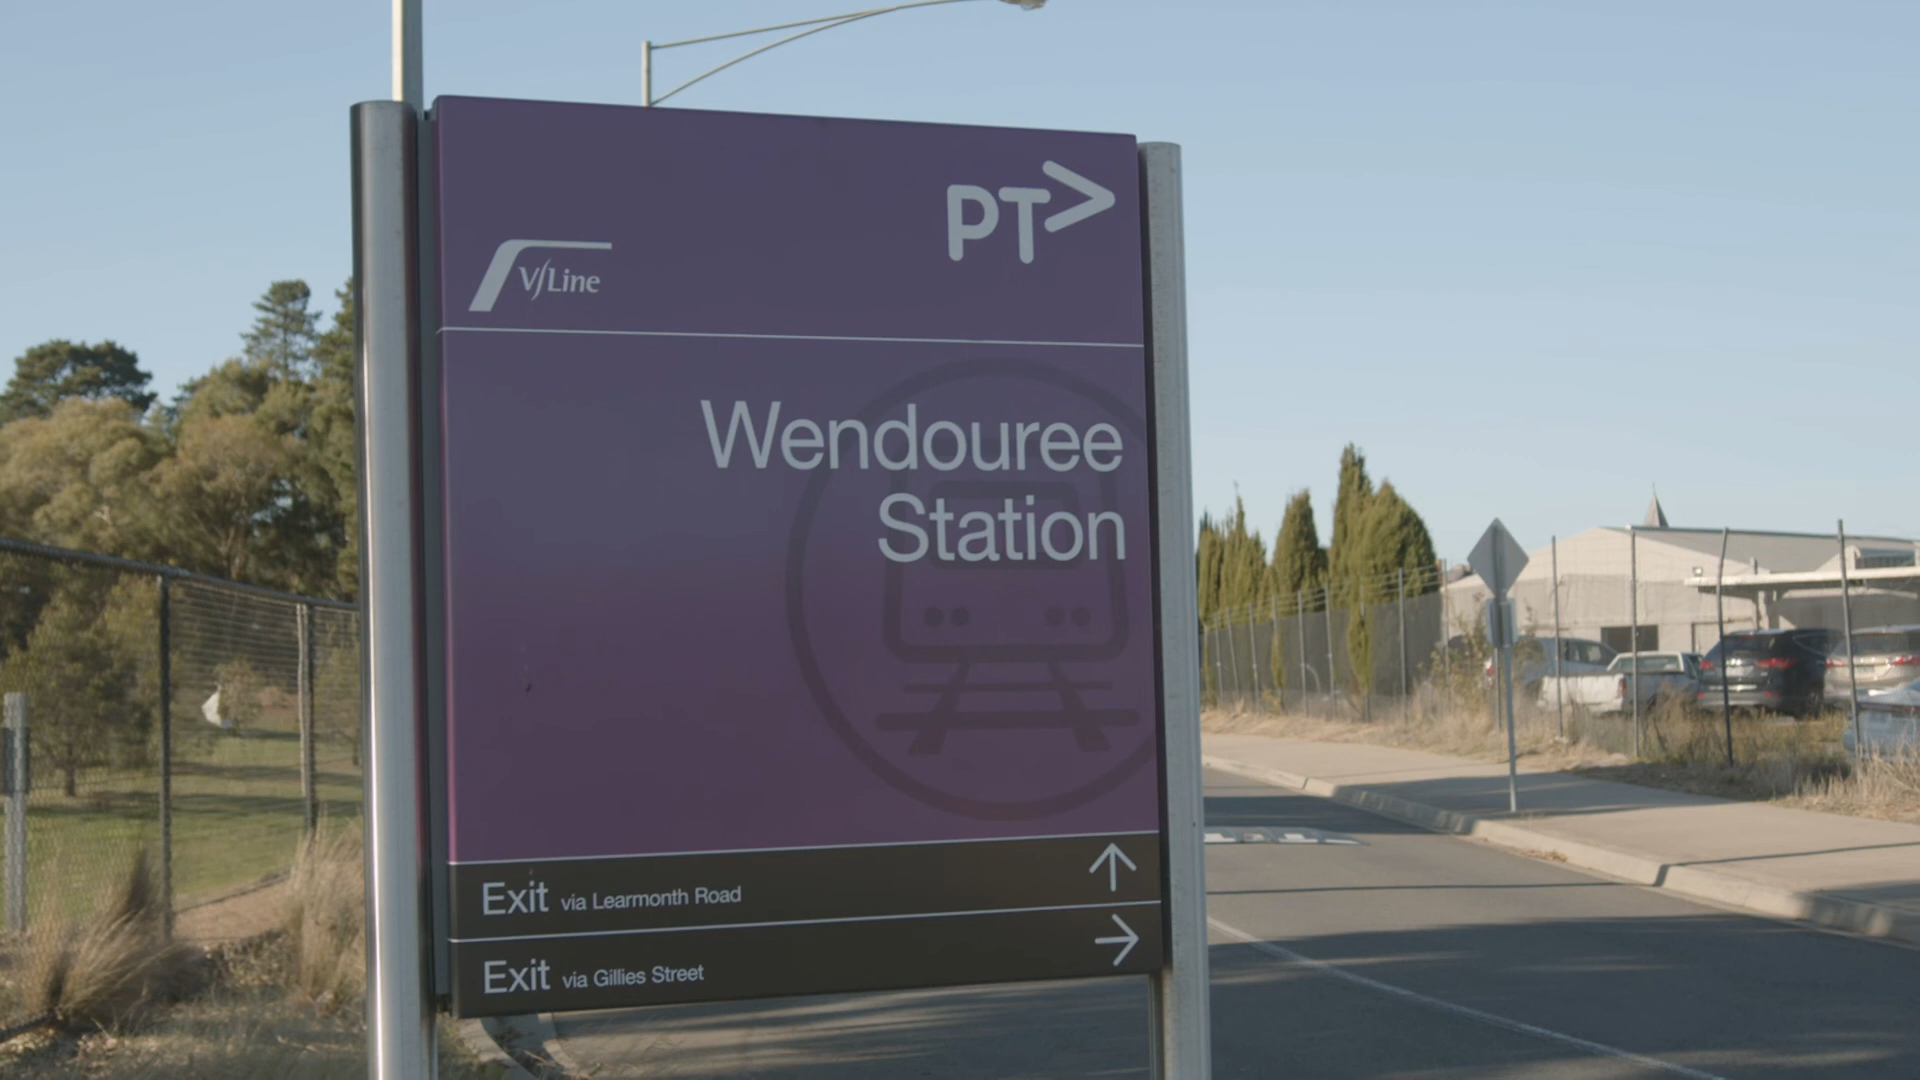 PT>
V/Line
Wendouree
Station
Exit via Learmonth Road
Exit via Gillies Street